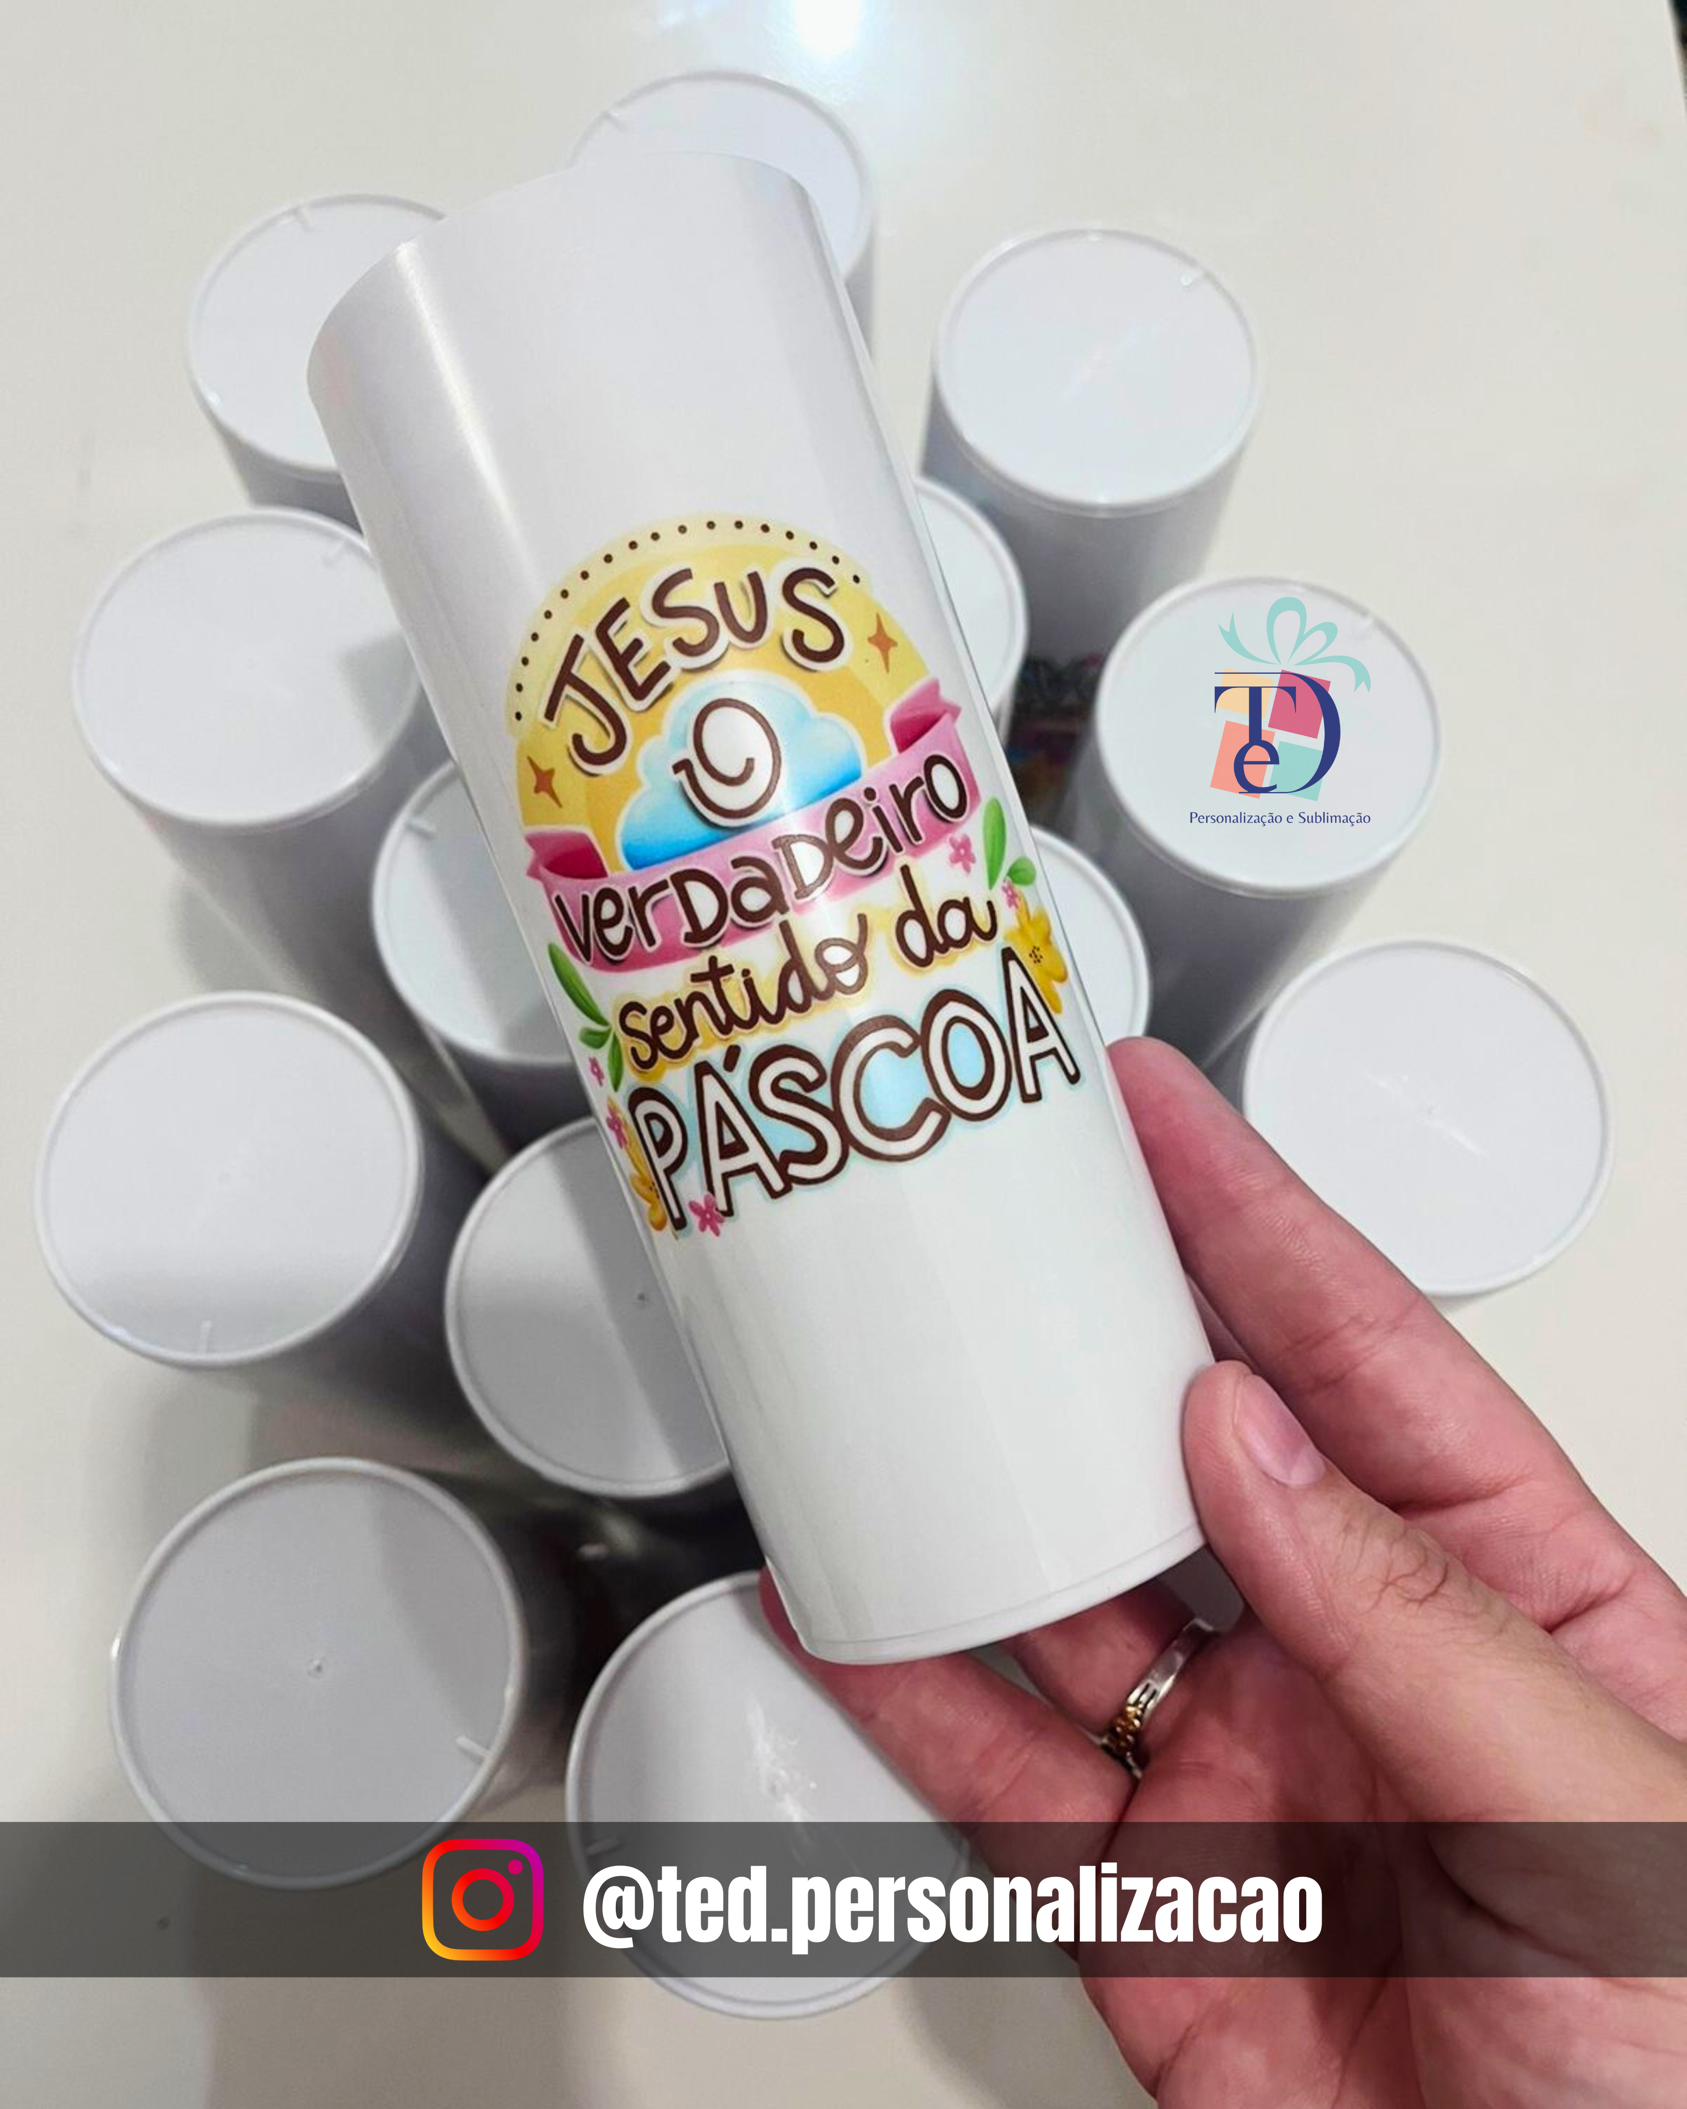 JESUS
O
verDaDeiro
sentido da
PÁSCOA
TeD
Personalização e Sublimação
@ted.personalizacao